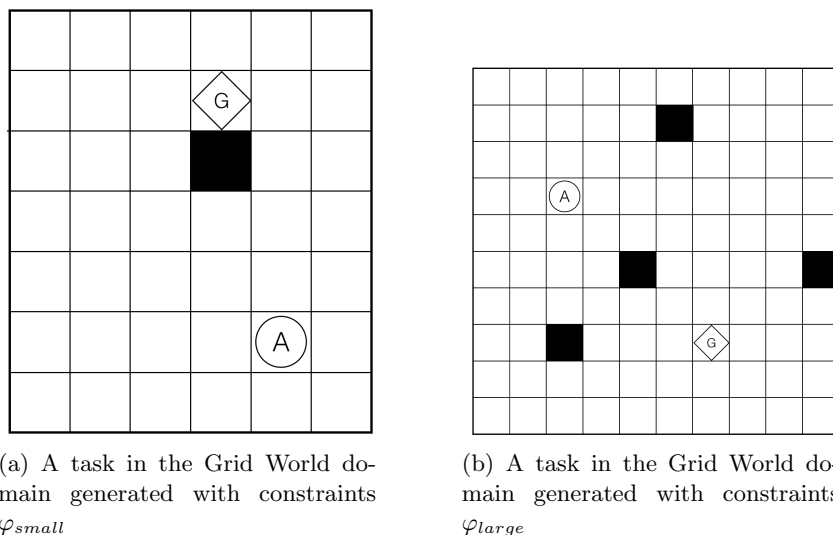 G
A
A
G
(a) A task in the Grid World do-
main generated with constraints
φsmall
(b) A task in the Grid World do-
main generated with constraints
φlarge